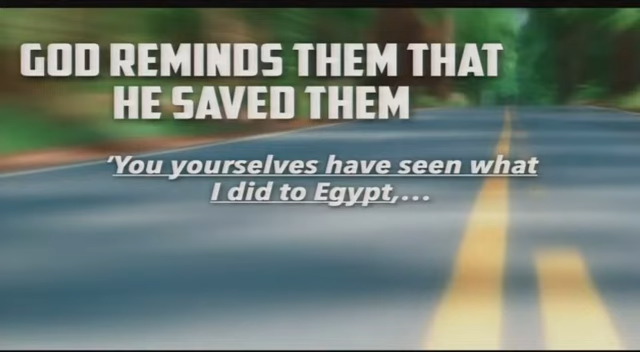 GOD REMINDS THEM THAT
HE SAVED THEM
‘You yourselves have seen what
I did to Egypt,...